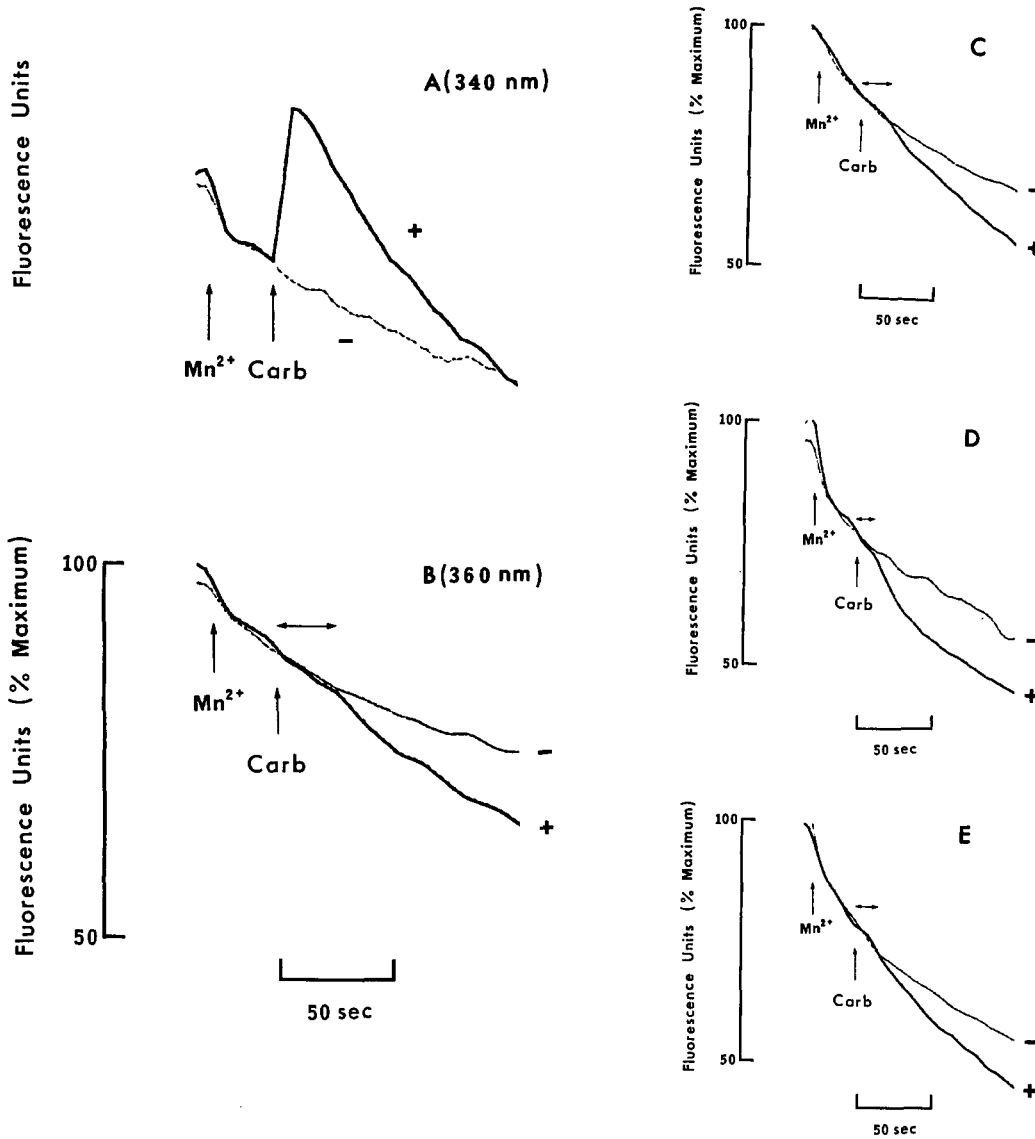 Fluorescence Units
A(340 nm)
+
−
Mn²⁺ Carb
Fluorescence Units (% Maximum)
100
50
B(360 nm)
Mn²⁺
Carb
−
+
50 sec
Fluorescence Units (% Maximum)
100
50
C
Mn²⁺
Carb
−
+
50 sec
Fluorescence Units (% Maximum)
100
50
D
Mn²⁺
Carb
−
+
50 sec
Fluorescence Units (% Maximum)
100
50
E
Mn²⁺
Carb
−
+
50 sec